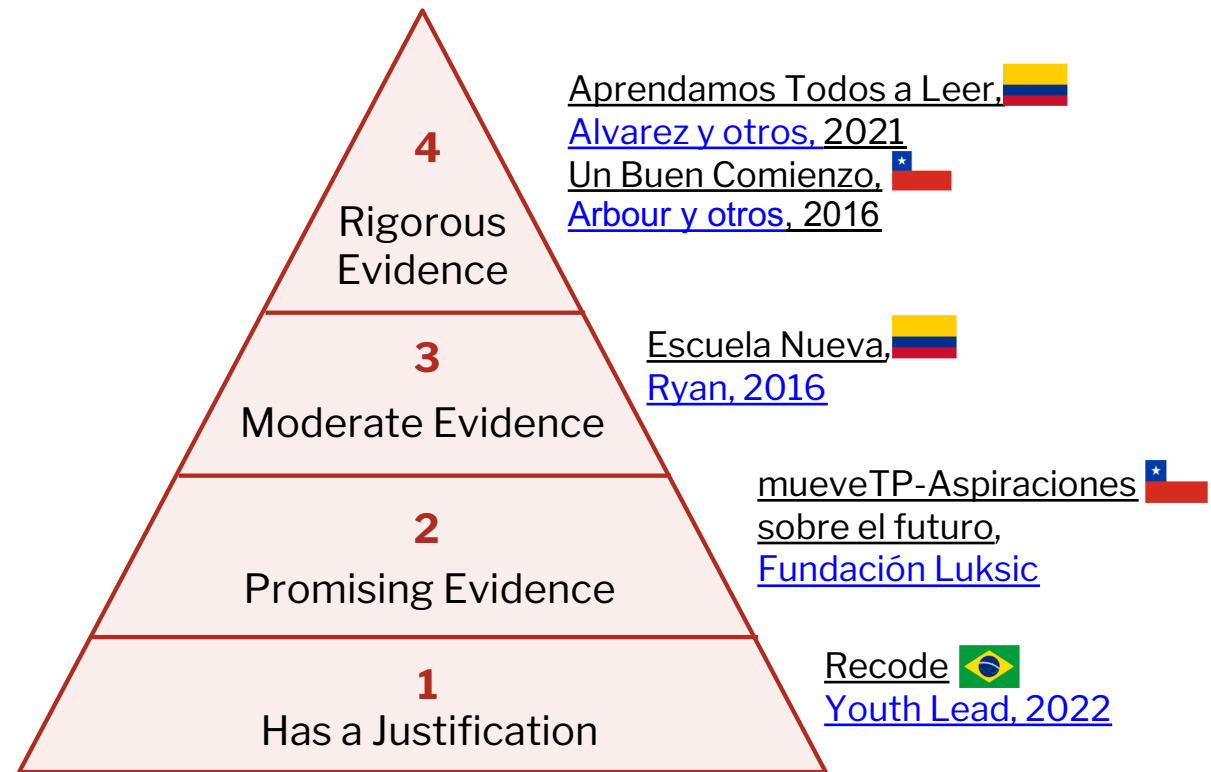 4
Rigorous
Evidence
Aprendamos Todos a Leer,
Alvarez y otros, 2021
Un Buen Comienzo,
Arbour y otros, 2016
3
Moderate Evidence
Escuela Nueva,
Ryan, 2016
2
Promising Evidence
mueveTP-Aspiraciones
sobre el futuro,
Fundación Luksic
1
Has a Justification
Recode
Youth Lead, 2022